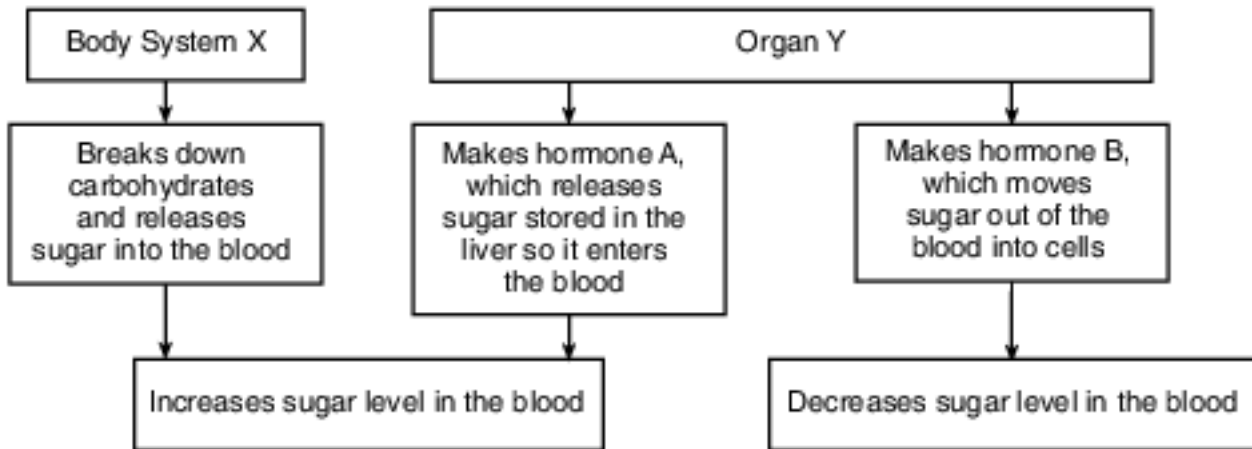 Body System X
Organ Y
Breaks down
carbohydrates
and releases
sugar into the blood
Makes hormone A,
which releases
sugar stored in the
liver so it enters
the blood
Makes hormone B,
which moves
sugar out of the
blood into cells
Increases sugar level in the blood
Decreases sugar level in the blood